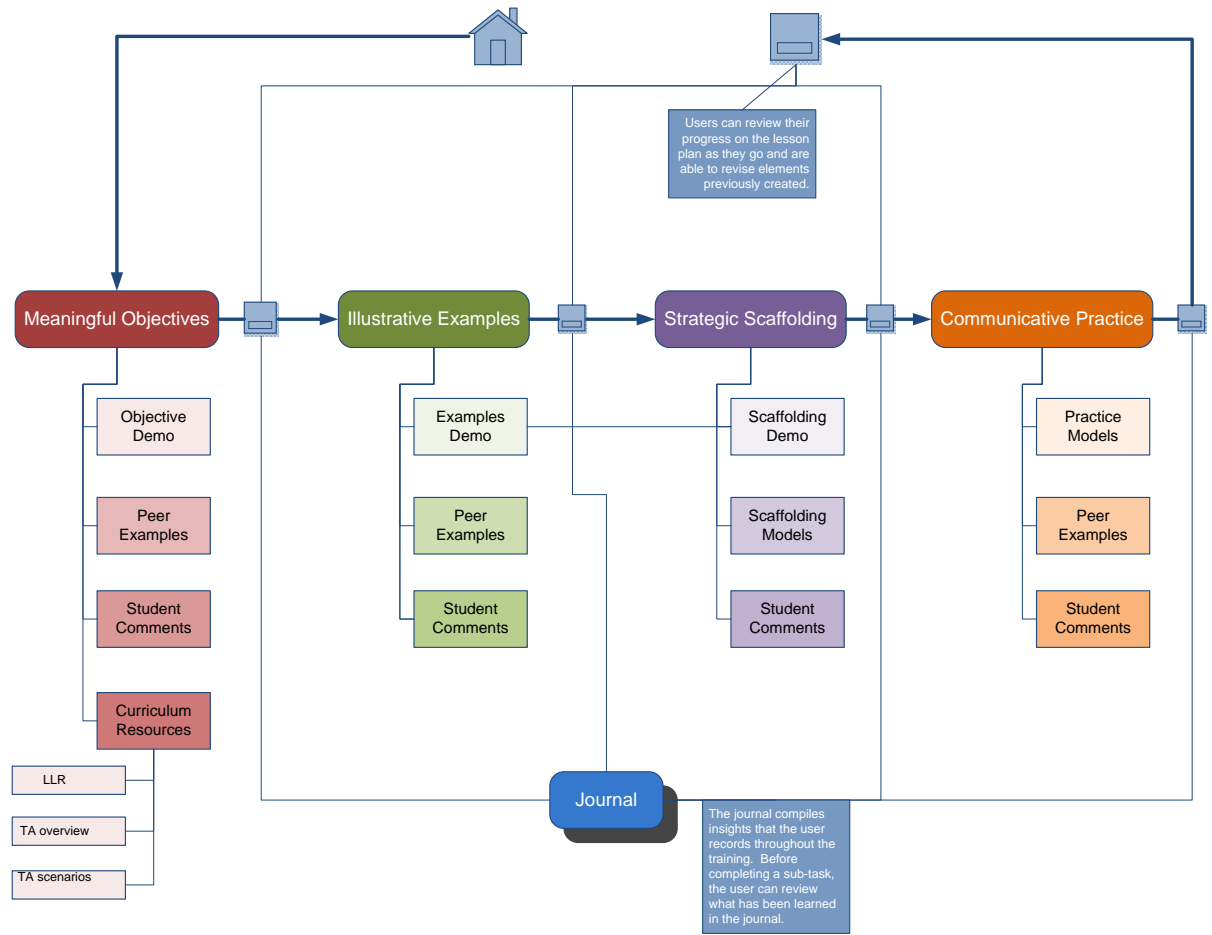 Users can review their
progress on the lesson
plan as they go and are
able to revise elements
previously created.
Meaningful Objectives
Illustrative Examples
Strategic Scaffolding
Communicative Practice
Objective
Demo
Examples
Demo
Scaffolding
Demo
Practice
Models
Peer
Examples
Peer
Examples
Scaffolding
Models
Peer
Examples
Student
Comments
Student
Comments
Student
Comments
Student
Comments
Curriculum
Resources
LLR
TA overview
TA scenarios
Journal
The journal compiles
insights that the user
records throughout the
training.  Before
completing a sub-task,
the user can review
what has been learned
in the journal.